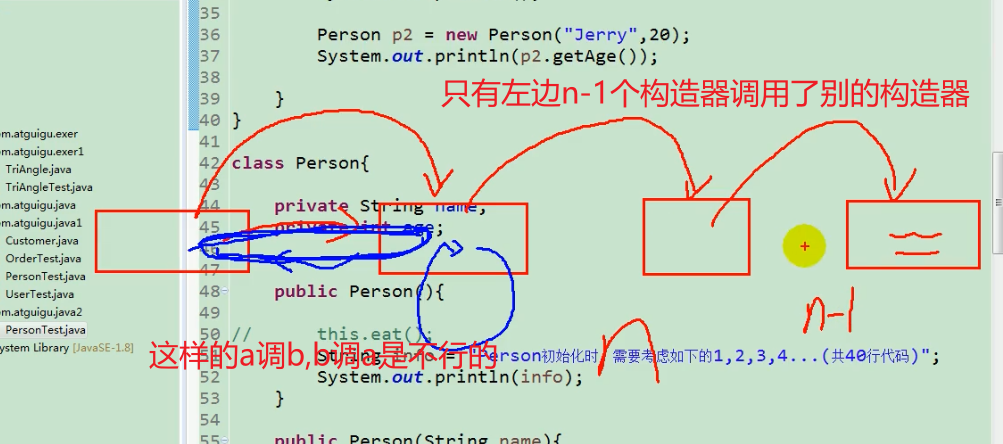 35
36 Person p2 = new Person("Jerry",20);
37 System.out.println(p2.getAge());
38
39 }
只有左边n-1个构造器调用了别的构造器
40 }
41
42 class Person{
43
44 private String name;
45 private int age;
46
47
48 public Person(){
49
50 // this.eat();
这样的a调b,b调a是不行的
51 String info = "Person初始化时，需要考虑如下的1,2,3,4...(共40行代码)";
52 System.out.println(info);
53 }
54
55 public Person(String name){
n
n-1
om.atguigu.exer
om.atguigu.exer1
TriAngle.java
TriAngleTest.java
om.atguigu.java
om.atguigu.java1
Customer.java
OrderTest.java
PersonTest.java
UserTest.java
om.atguigu.java2
PersonTest.java
ystem Library [JavaSE-1.8]